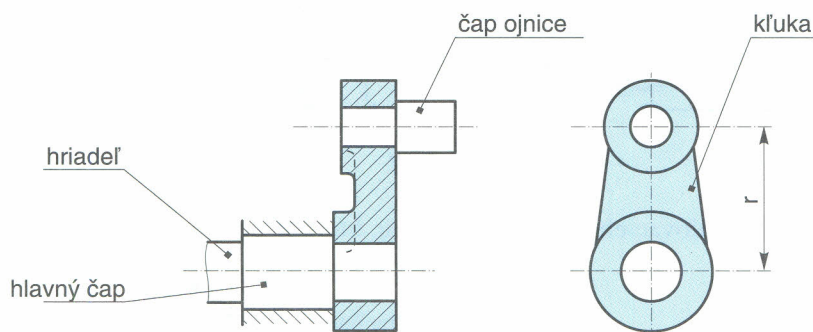 čap ojnice
kľuka
hriadeľ
r
hlavný čap